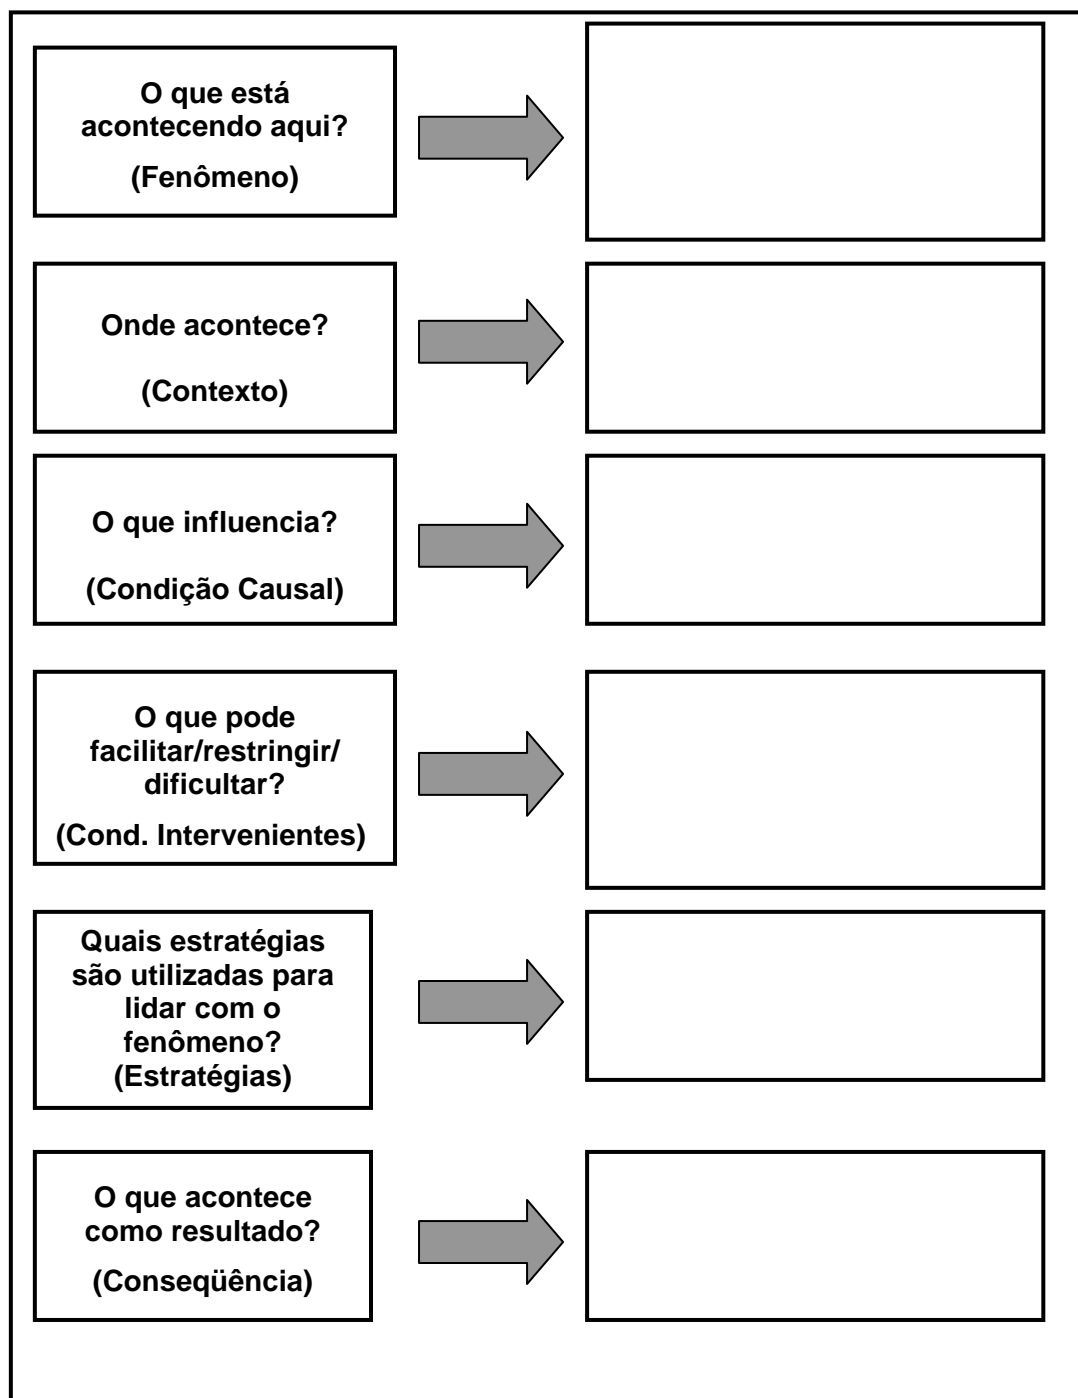 O que está
acontecendo aqui?
(Fenômeno)
Onde acontece?
(Contexto)
O que influencia?
(Condição Causal)
O que pode
facilitar/restringir/
dificultar?
(Cond. Intervenientes)
Quais estratégias
são utilizadas para
lidar com o
fenômeno?
(Estratégias)
O que acontece
como resultado?
(Conseqüência)